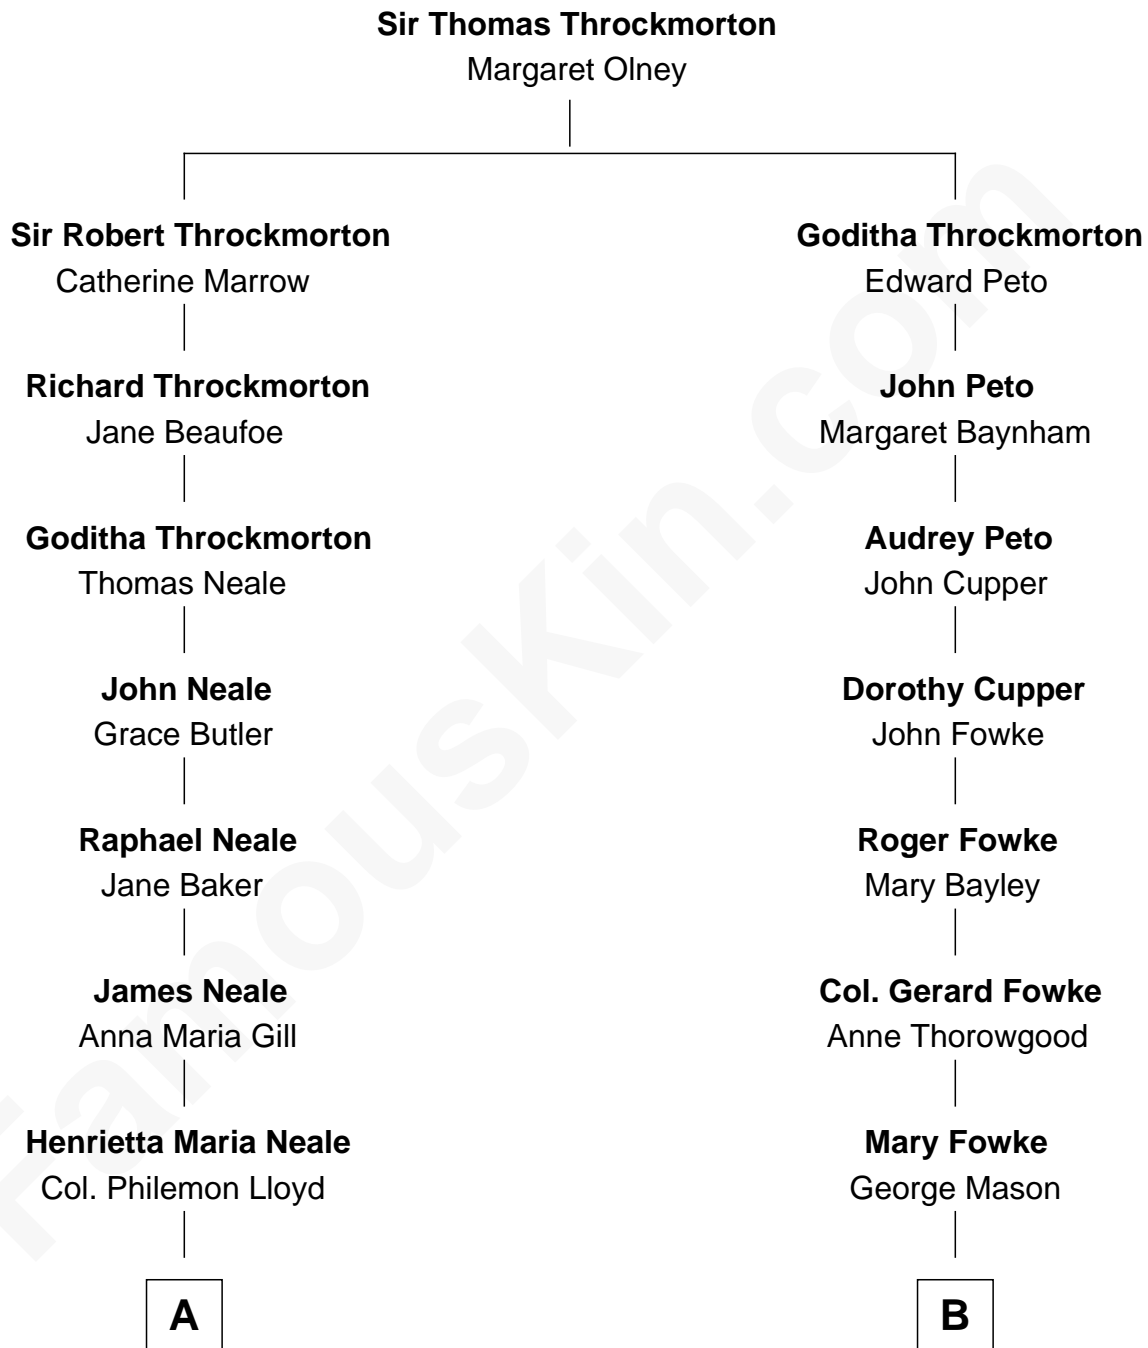 Sir Thomas Throckmorton
Margaret Olney
Sir Robert Throckmorton
Catherine Marrow
Richard Throckmorton
Jane Beaufoe
Goditha Throckmorton
Thomas Neale
John Neale
Grace Butler
Raphael Neale
Jane Baker
James Neale
Anna Maria Gill
Henrietta Maria Neale
Col. Philemon Lloyd
A
Goditha Throckmorton
Edward Peto
John Peto
Margaret Baynham
Audrey Peto
John Cupper
Dorothy Cupper
John Fowke
Roger Fowke
Mary Bayley
Col. Gerard Fowke
Anne Thorowgood
Mary Fowke
George Mason
B
FamousKin.com